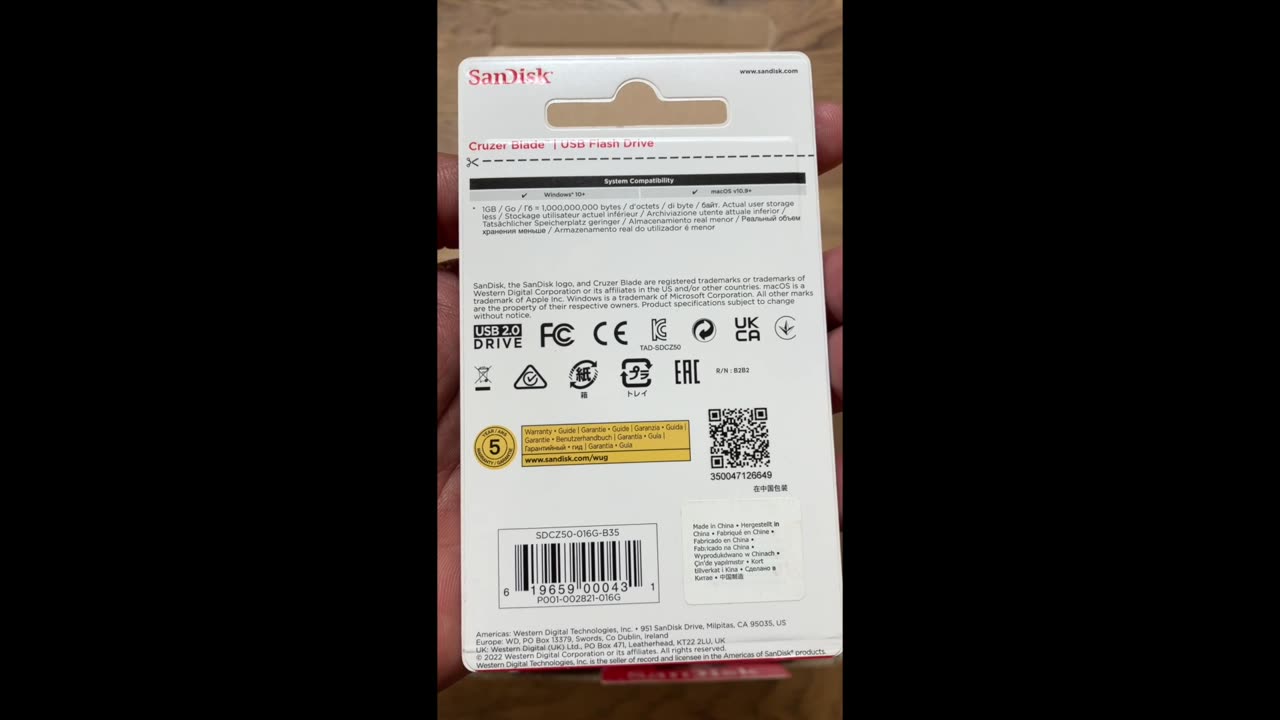 SanDisk®
www.sandisk.com
Cruzer Blade™ | USB Flash Drive
System Compatibility
✓ Windows® 10+ ✓ macOS v10.9+
* 1GB / Go / Гб = 1,000,000,000 bytes / d'octets / di byte / байт. Actual user storage
less / Stockage utilisateur actuel inférieur / Archiviazione utente attuale inferior /
Tatsächlicher Speicherplatz geringer / Almacenamiento real menor / Реальный объем
хранения меньше / Armazenamento real do utilizador é menor
SanDisk, the SanDisk logo, and Cruzer Blade are registered trademarks or trademarks of
Western Digital Corporation or its affiliates in the US and/or other countries. macOS is a
trademark of Apple Inc. Windows is a trademark of Microsoft Corporation. All other marks
are the property of their respective owners. Product specifications subject to change
without notice.
USB 2.0
DRIVE
FC
CE
KC
TAD-SDCZ50
UK
CA
紙
箱
プラ
トレイ
EAC
R/N : B2B2
YEAR / ANS
5
WARRANTY / GARANTIE
Warranty • Guide | Garantie • Guide | Garanzia • Guida |
Garantie • Benutzerhandbuch | Garantía • Guía |
Гарантийный • гид | Garantia • Guia
www.sandisk.com/wug
350047126649
在中国包装
SDCZ50-016G-B35
6 19659 00043 1
P001-002821-016G
Made in China • Hergestellt in
China • Fabriqué en Chine •
Fabricado en China •
Fabricado na China •
Wyprodukdwano w Chinach •
Çin'de yapılmıştır • Kort
tillverkat i Kina • Сделано в
Китае • 中国制造
Americas: Western Digital Technologies, Inc. • 951 SanDisk Drive, Milpitas, CA 95035, US
Europe: WD, PO Box 13379, Swords, Co Dublin, Ireland
UK: Western Digital (UK) Ltd., PO Box 471, Leatherhead, KT22 2LU, UK
© 2022 Western Digital Corporation or its affiliates. All rights reserved.
Western Digital Technologies, Inc. is the seller of record and licensee in the Americas of SanDisk® products.
SanDisk